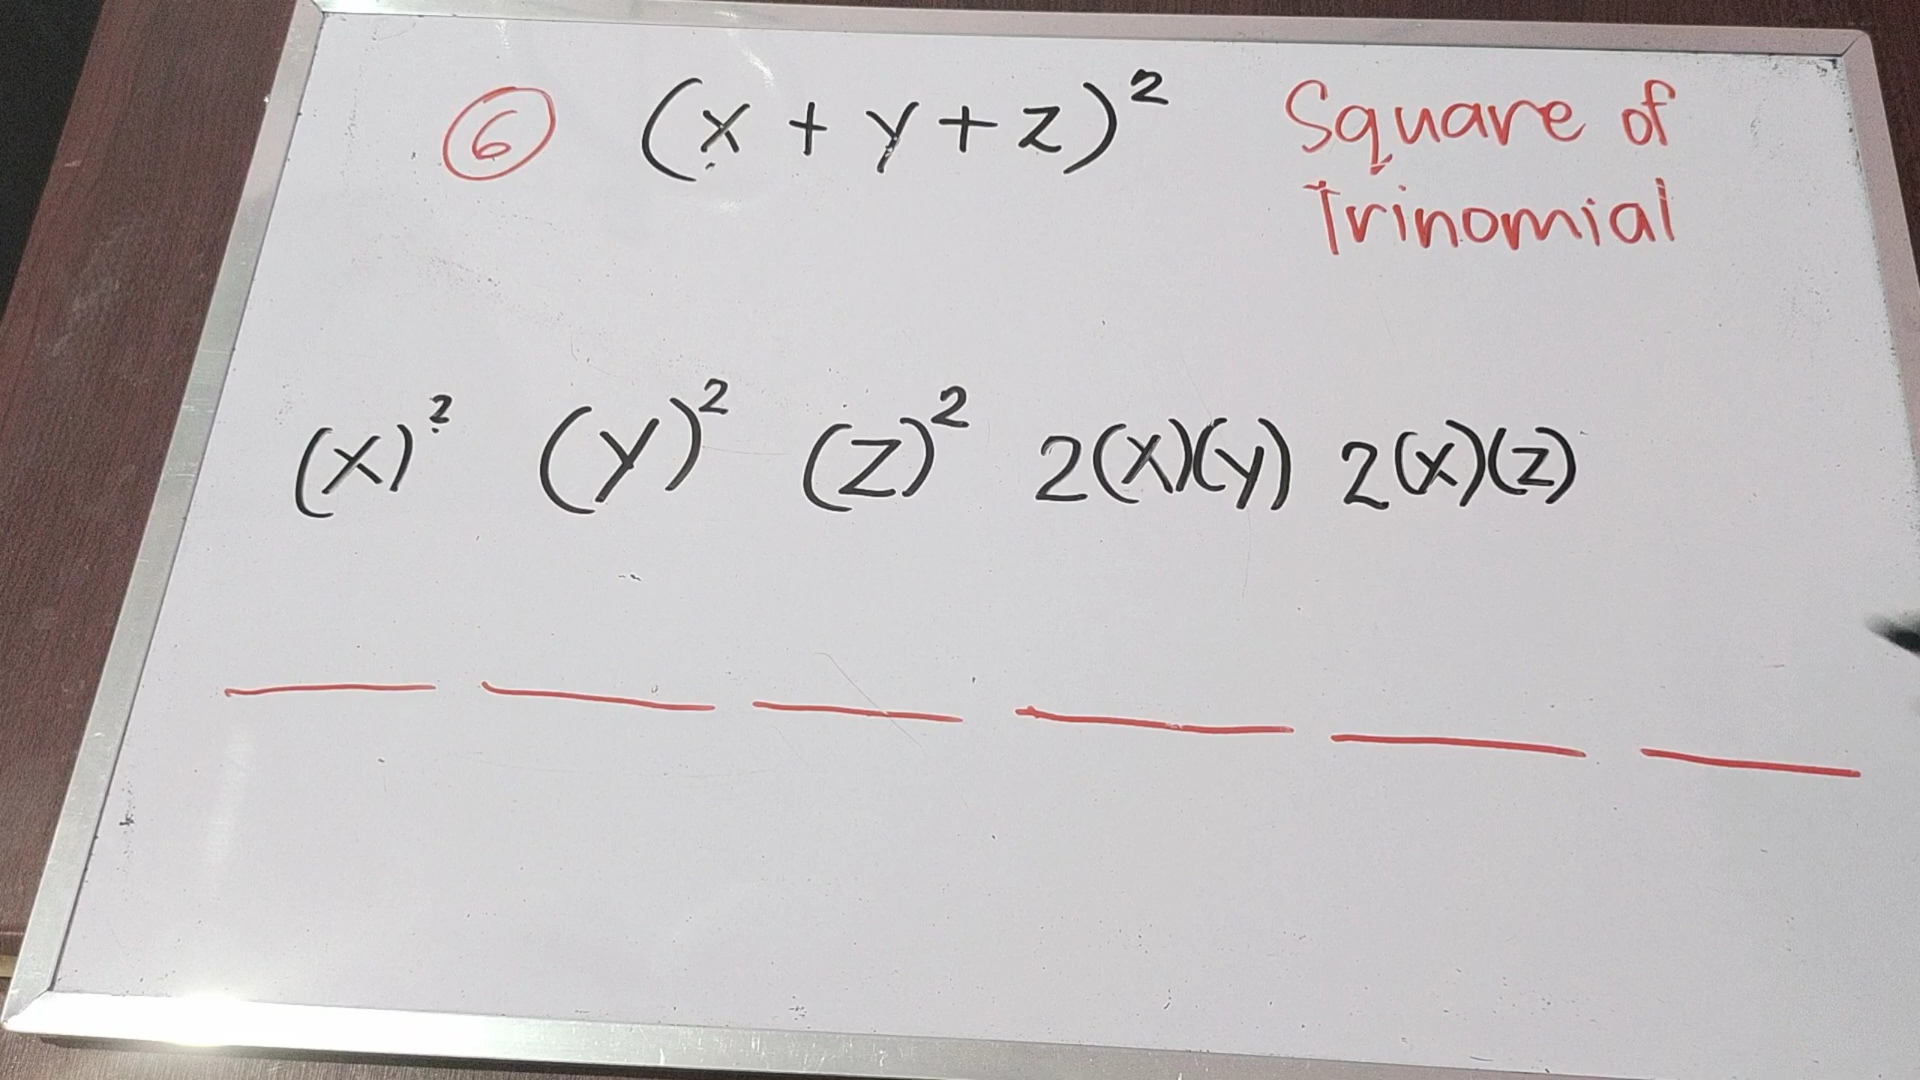 ⑥ (x + y + z)² Square of
Trinomial
(x)² (y)² (z)² 2(x)(y) 2(x)(z)